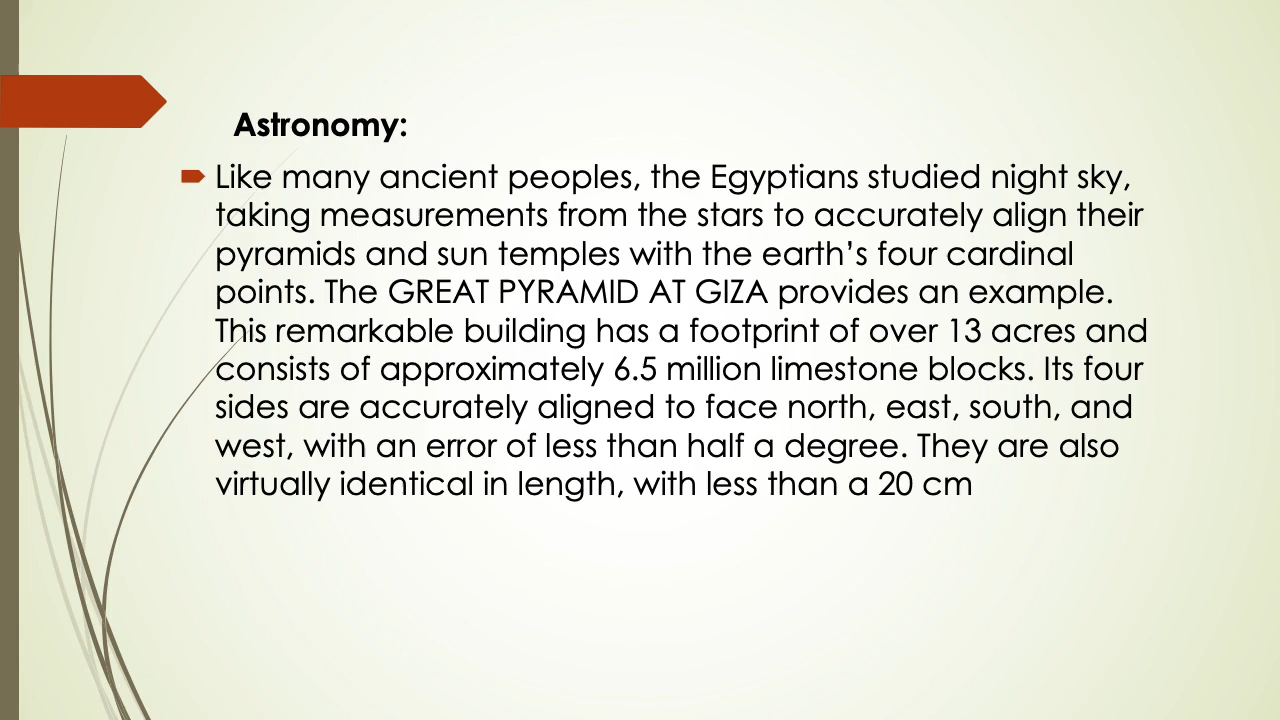 Astronomy:
Like many ancient peoples, the Egyptians studied night sky,
taking measurements from the stars to accurately align their
pyramids and sun temples with the earth’s four cardinal
points. The GREAT PYRAMID AT GIZA provides an example.
This remarkable building has a footprint of over 13 acres and
consists of approximately 6.5 million limestone blocks. Its four
sides are accurately aligned to face north, east, south, and
west, with an error of less than half a degree. They are also
virtually identical in length, with less than a 20 cm